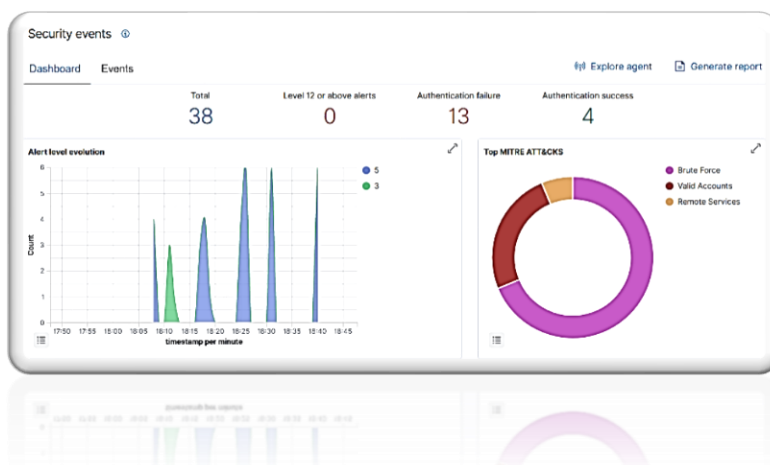 Security events
Dashboard Events
Explore agent Generate report
Total Level 12 or above alerts Authentication failure Authentication success
38 0 13 4
Alert level evolution
Count
6
5
4
3
2
1
0
17:50 17:55 18:00 18:05 18:10 18:15 18:20 18:25 18:30 18:35 18:40 18:45
timestamp per minute
5
3
Top MITRE ATT&CKS
Brute Force
Valid Accounts
Remote Services